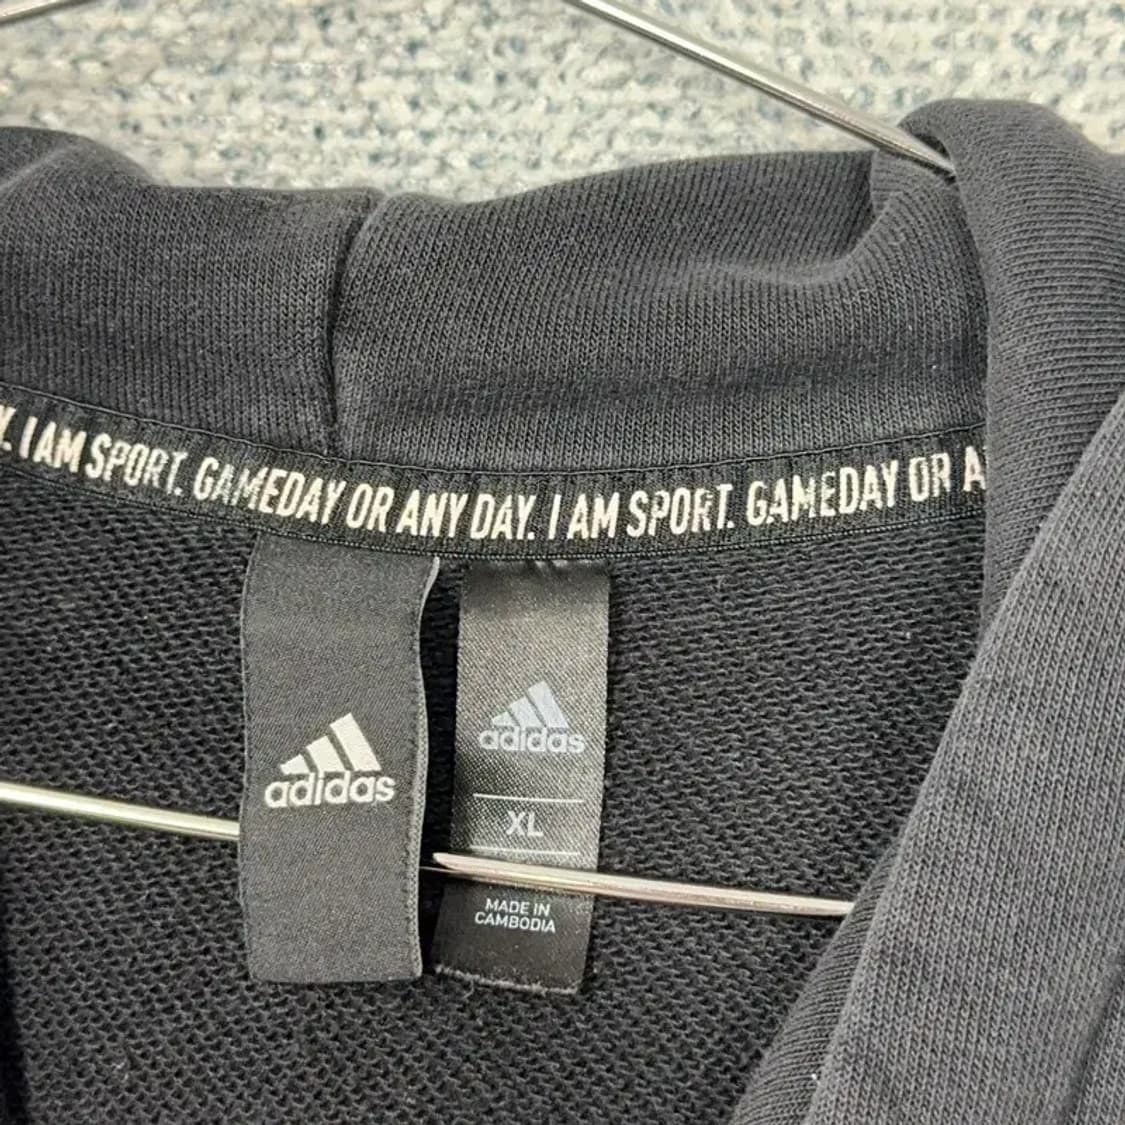 Y. I AM SPORT. GAMEDAY OR ANY DAY. I AM SPORT. GAMEDAY OR A
adidas
adidas
XL
MADE IN
CAMBODIA